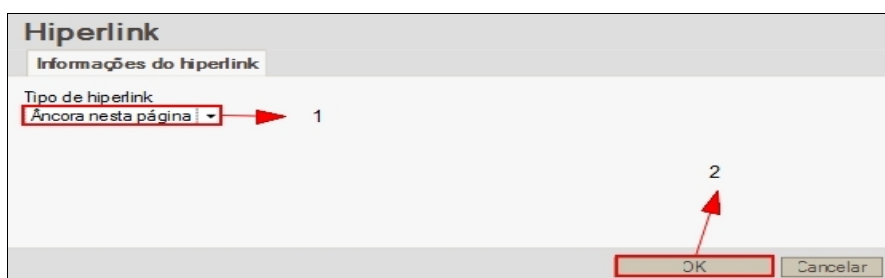 Hiperlink
Informações do hiperlink
Tipo de hiperlink
Âncora nesta página
1
2
OK
Cancelar